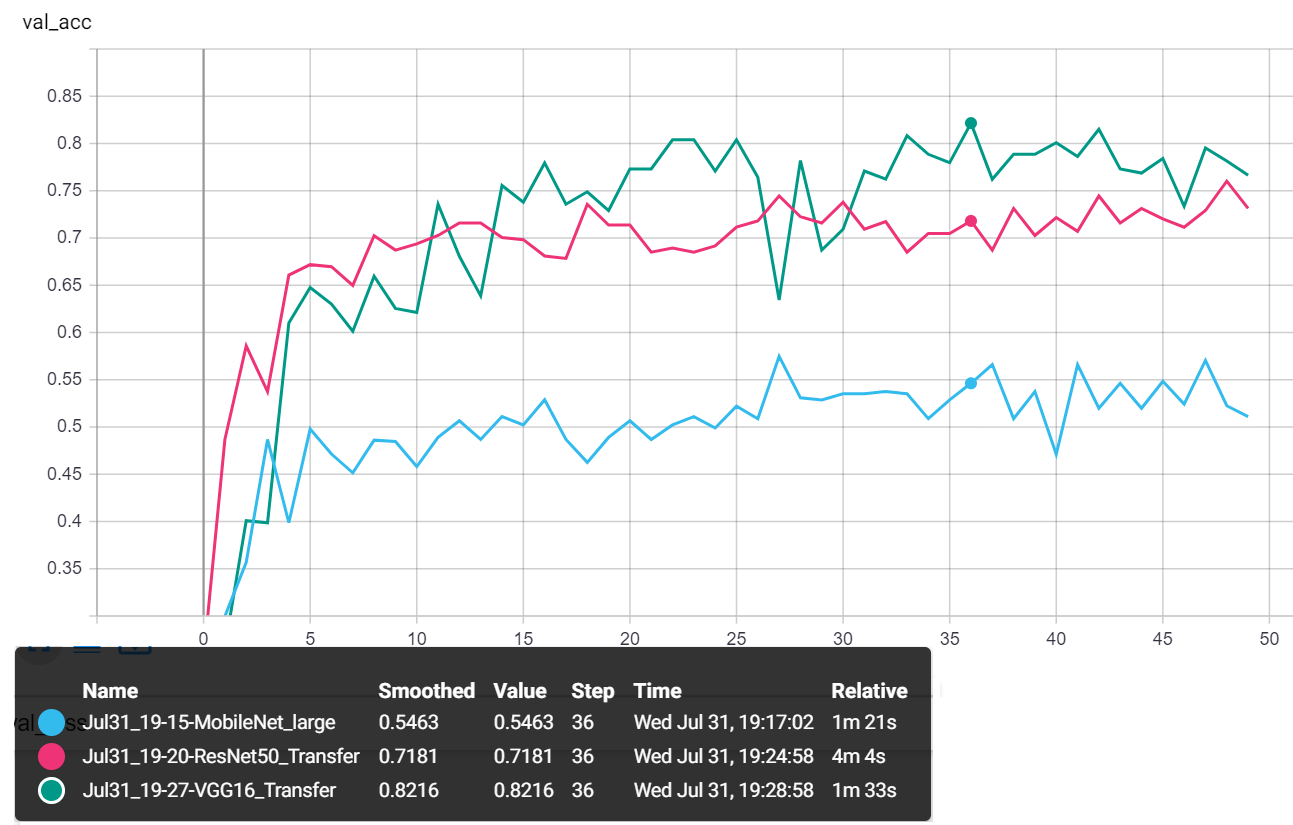 val_acc
0.85
0.8
0.75
0.7
0.65
0.6
0.55
0.5
0.45
0.4
0.35
0 5 10 15 20 25 30 35 40 45 50
Name Smoothed Value Step Time Relative
Jul31_19-15-MobileNet_large 0.5463 0.5463 36 Wed Jul 31, 19:17:02 1m 21s
Jul31_19-20-ResNet50_Transfer 0.7181 0.7181 36 Wed Jul 31, 19:24:58 4m 4s
Jul31_19-27-VGG16_Transfer 0.8216 0.8216 36 Wed Jul 31, 19:28:58 1m 33s